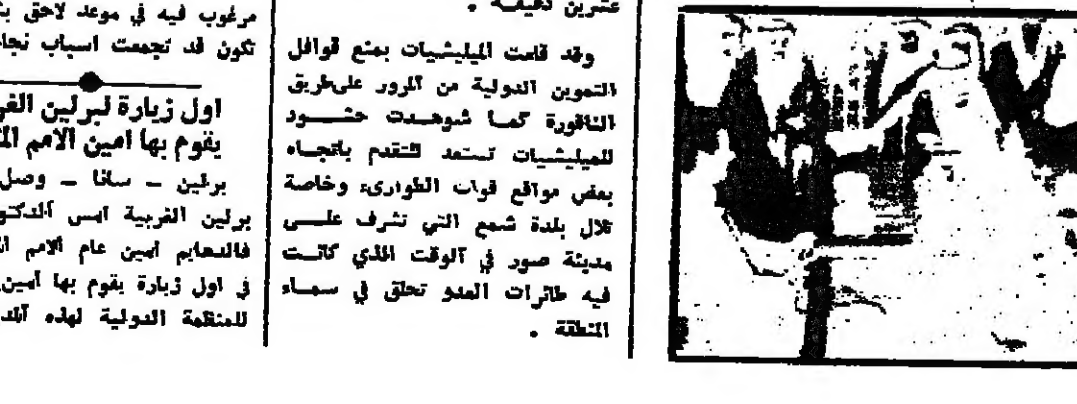 عشرين دقيقة .
وقد قامت الميليشيات بمنع قوافل
التموين الدولية من المرور على طريق
الناقورة كما شوهدت حشود
للميليشيات تستعد للتقدم باتجاه
بعض مواقع قوات الطوارىء وخاصة
تلال بلدة شمع التي تشرف على
مدينة صور في الوقت الذي كانت
فيه طائرات العدو تحلق في سماء
المنطقة .
مرغوب فيه في موعد لاحق
تكون قد تجمعت اسباب
اول زيارة لبرلين
يقوم بها امين الامم
برلين – سانا – وصل
برلين الغربية امس
فالدهايم امين عام الامم
في اول زيارة يقوم بها امين
للمنظمة الدولية لهذه